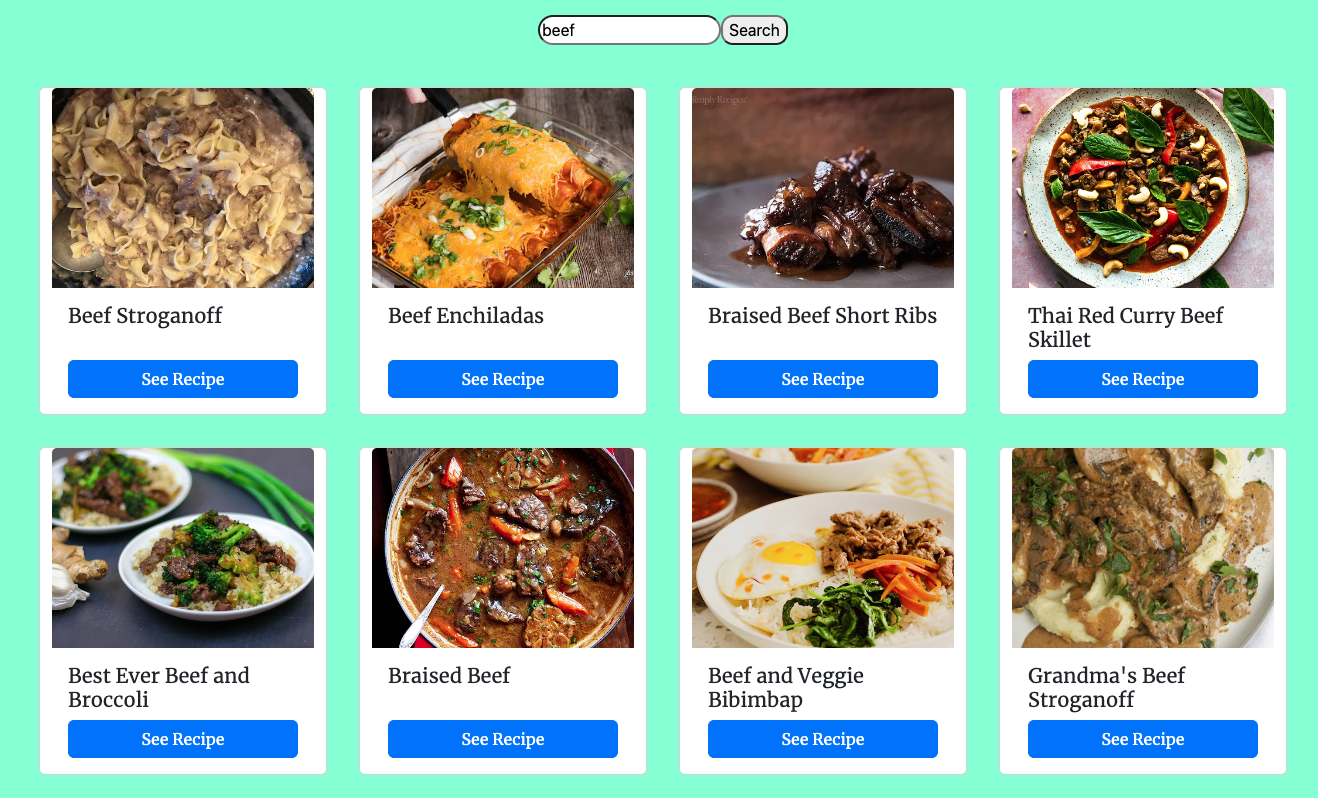 beef Search
Simply Recipes
Beef Stroganoff
Beef Enchiladas
Braised Beef Short Ribs
Thai Red Curry Beef
Skillet
See Recipe
See Recipe
See Recipe
See Recipe
Best Ever Beef and
Broccoli
Braised Beef
Beef and Veggie
Bibimbap
Grandma's Beef
Stroganoff
See Recipe
See Recipe
See Recipe
See Recipe